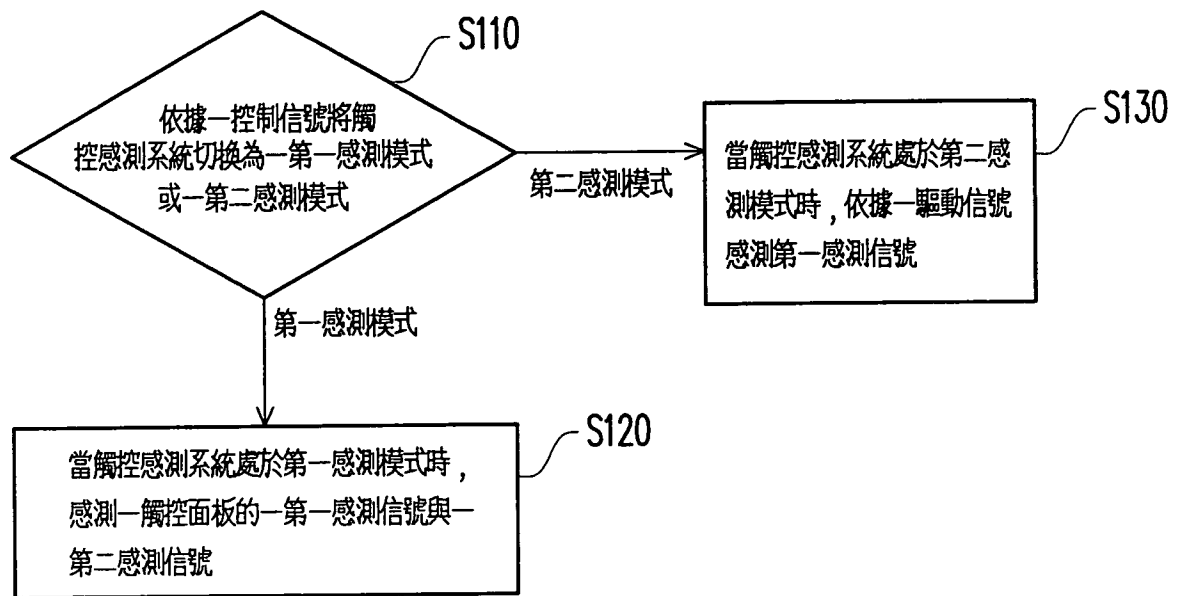 S110
依據一控制信號將觸
控感測系統切換為一第一感測模式
或一第二感測模式
第二感測模式
S130
當觸控感測系統處於第二感
測模式時，依據一驅動信號
感測第一感測信號
第一感測模式
S120
當觸控感測系統處於第一感測模式時，
感測一觸控面板的一第一感測信號與一
第二感測信號